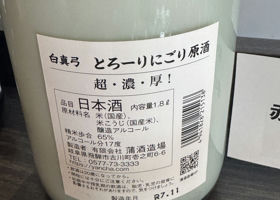 白真弓 とろーりにごり原酒
超・濃・厚!
品目 日本酒 内容量1.8ℓ
原材料名
米(国産)、
米こうじ(国産米)、
醸造アルコール
精米歩合 65%
アルコール分17度
製造者 有限会社 蒲酒造場
岐阜県飛騨市古川町壱之町6-6
TEL 0577-73-3333
製造年月 R7.11
赤